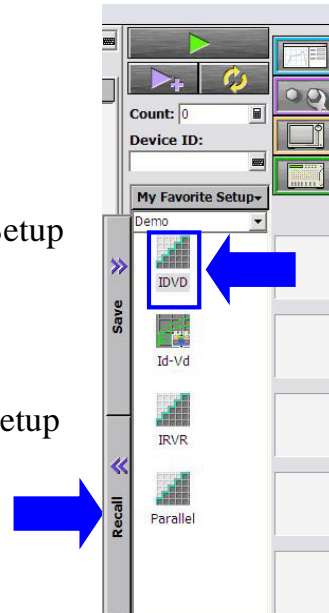 Count: 0
Device ID:
My Favorite Setup
Demo
etup
IDVD
Save
Id-Vd
etup
IRVR
Recall
Parallel